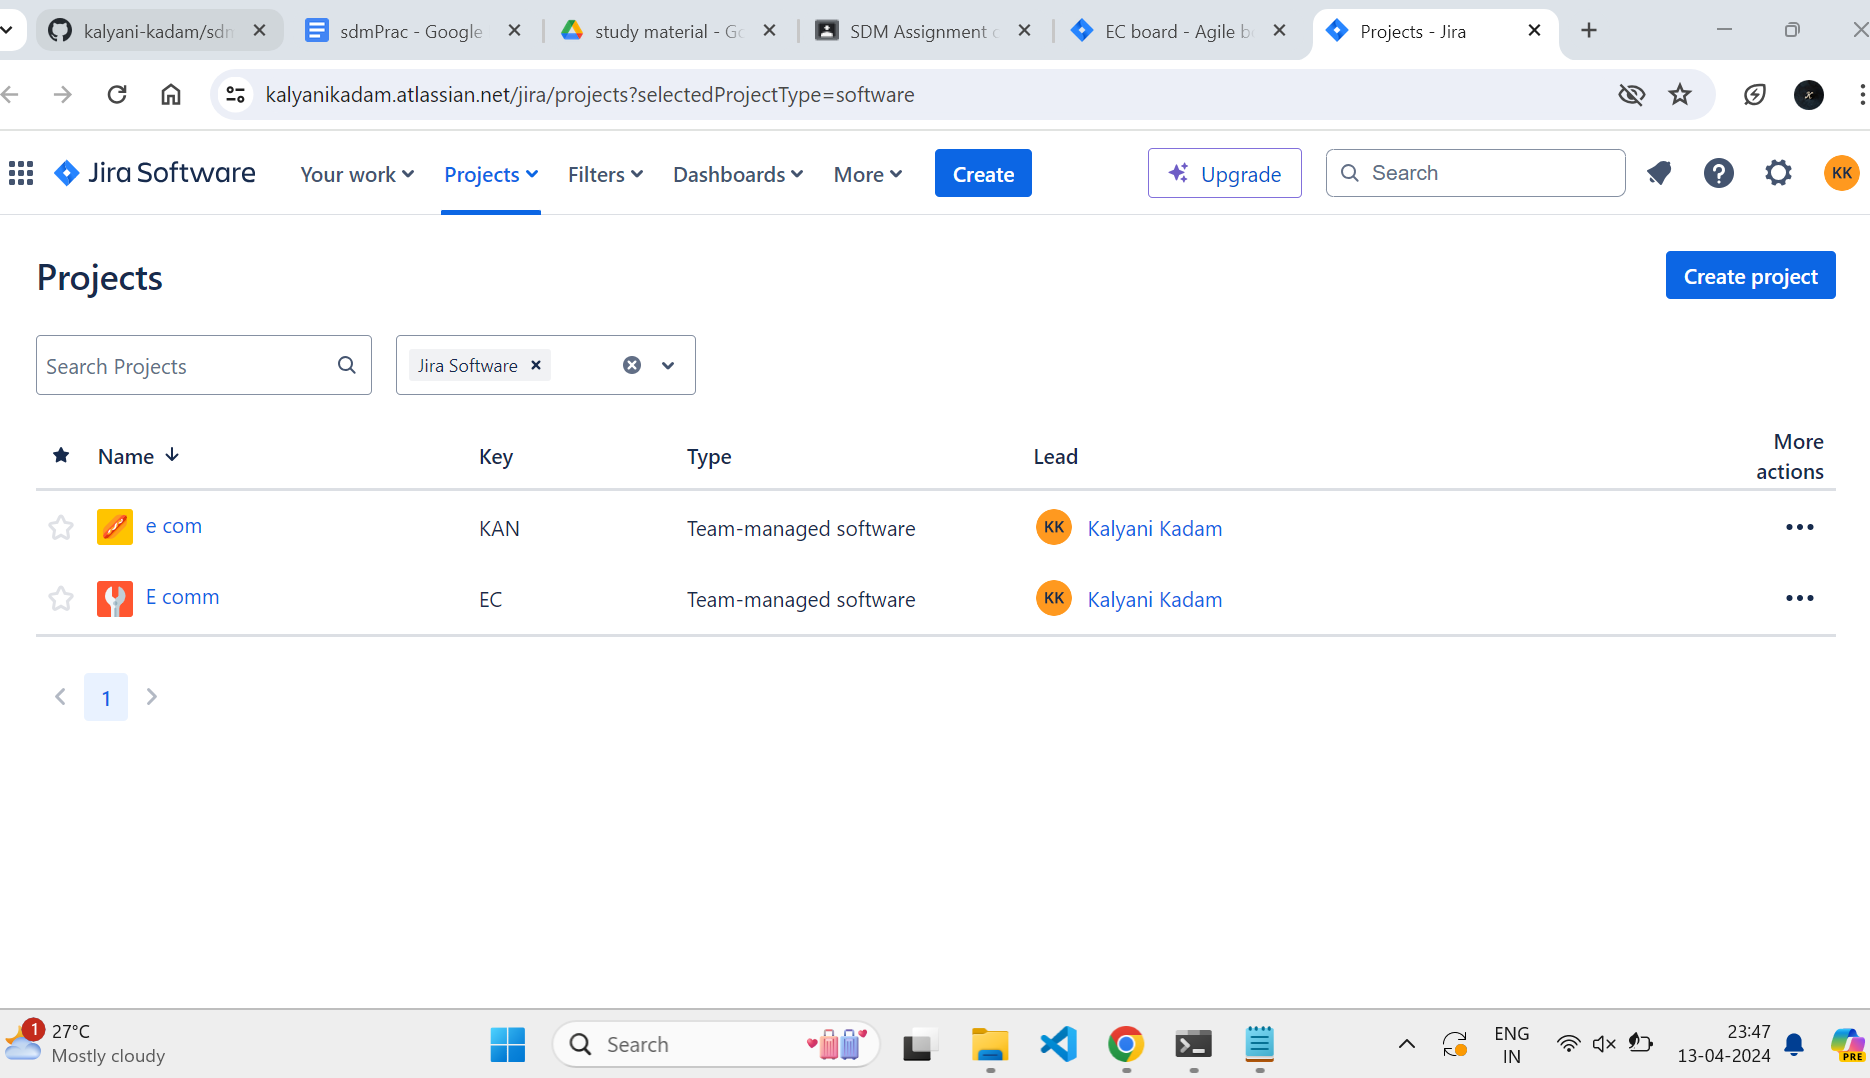 kalyani-kadam/sdm
sdmPrac - Google
study material - Go
SDM Assignment
EC board - Agile b
Projects - Jira
kalyanikadam.atlassian.net/jira/projects?selectedProjectType=software
Jira Software
Your work
Projects
Filters
Dashboards
More
Create
Upgrade
Search
KK
Projects
Create project
Search Projects
Jira Software
Name
Key
Type
Lead
More
actions
e com
KAN
Team-managed software
KK
Kalyani Kadam
E comm
EC
Team-managed software
KK
Kalyani Kadam
1
1
27°C
Mostly cloudy
Search
ENG
IN
23:47
13-04-2024
PRE